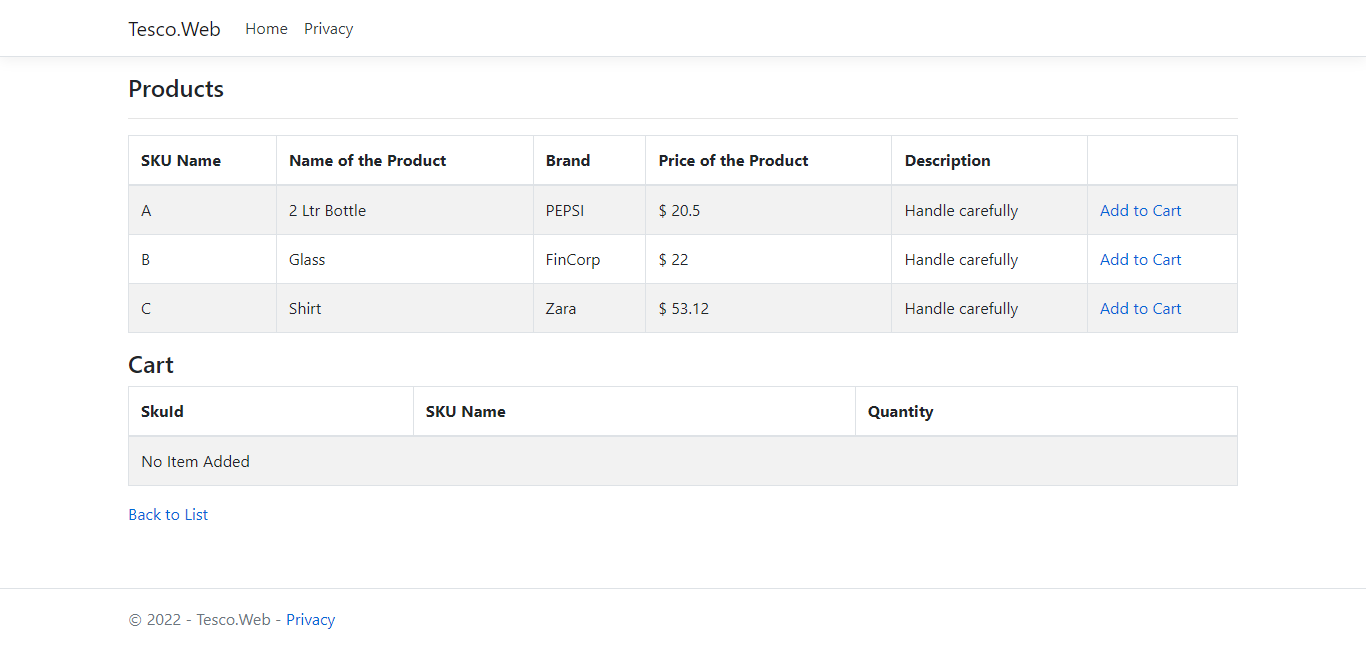 Tesco.Web Home Privacy
Products
SKU Name Name of the Product Brand Price of the Product Description
A 2 Ltr Bottle PEPSI $ 20.5 Handle carefully Add to Cart
B Glass FinCorp $ 22 Handle carefully Add to Cart
C Shirt Zara $ 53.12 Handle carefully Add to Cart
Cart
SkuId SKU Name Quantity
No Item Added
Back to List
© 2022 - Tesco.Web - Privacy